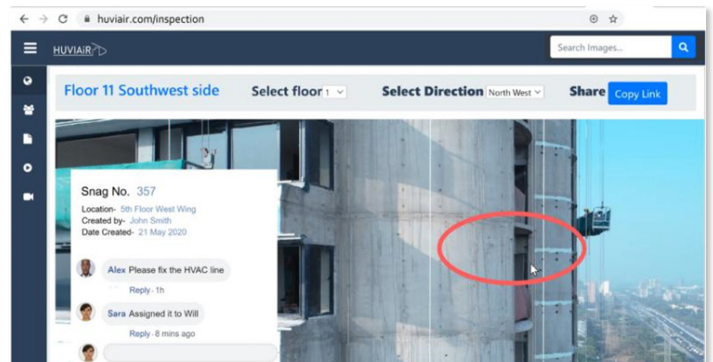 huviair.com/inspection
HUVIAIR
Search Images..
Floor 11 Southwest side Select floor 1 Select Direction North West Share Copy Link
Snag No. 357
Location- 5th Floor West Wing
Created by- John Smith
Date Created- 21 May 2020
Alex Please fix the HVAC line
Reply · 1h
Sara Assigned it to Will
Reply · 8 mins ago